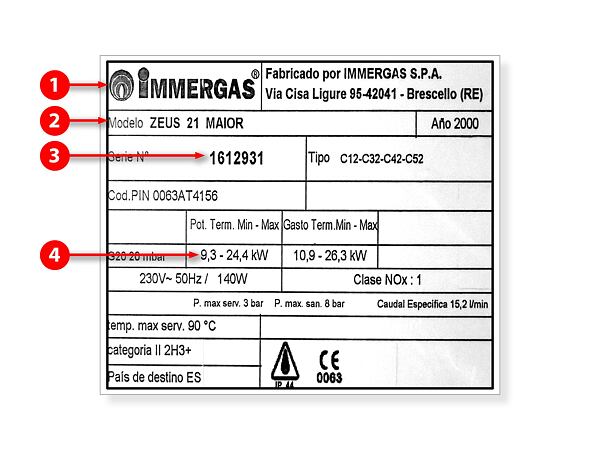 1
IMMERGAS®
Fabricado por IMMERGAS S.P.A.
Via Cisa Ligure 95-42041 - Brescello (RE)
2
Modelo ZEUS 21 MAIOR
Año 2000
3
Serie Nº 1612931
Tipo C12-C32-C42-C52
Cod.PIN 0063AT4156
Pot. Term. Min - Max
Gasto Term.Min - Max
4
G20 20 mbar
9,3 - 24,4 kW
10,9 - 26,3 kW
230V~ 50Hz / 140W
Clase NOx : 1
P. max serv. 3 bar
P. max. san. 8 bar
Caudal Especifica 15,2 l/min
temp. max serv. 90 °C
categoria II 2H3+
País de destino ES
IP 44
CE
0063